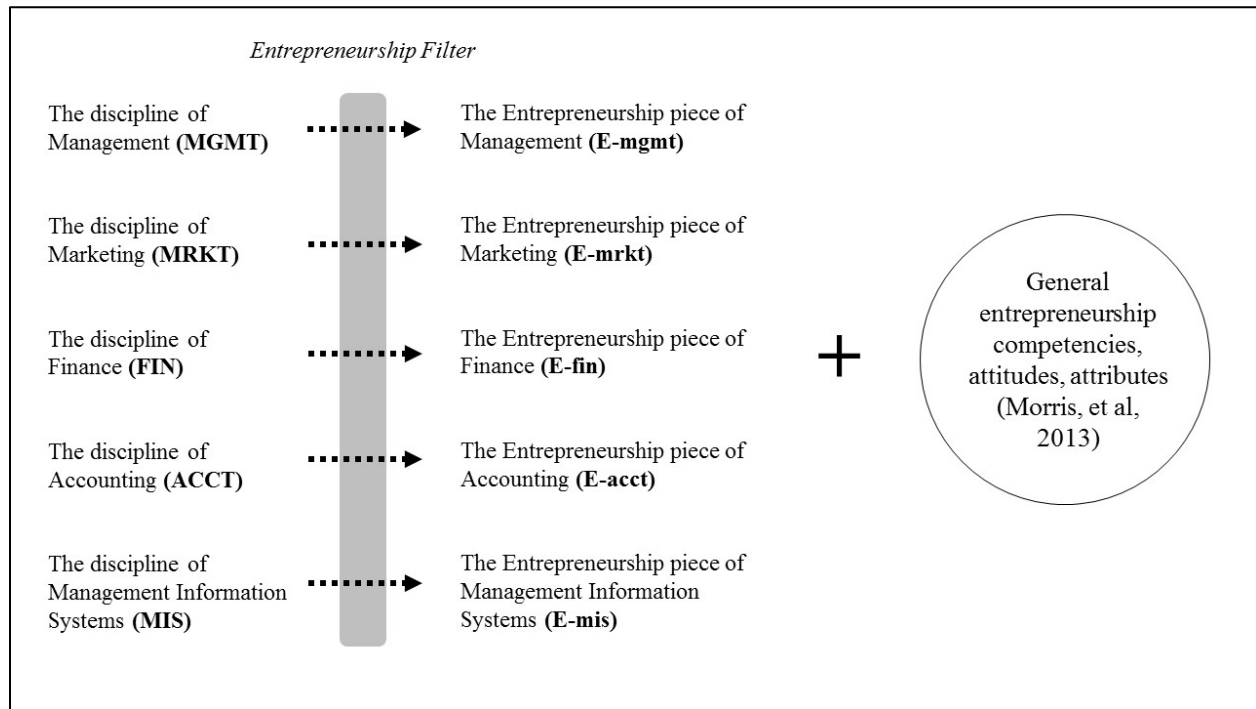 Entrepreneurship Filter
The discipline of
Management (MGMT)
The Entrepreneurship piece of
Management (E-mgmt)
The discipline of
Marketing (MRKT)
The Entrepreneurship piece of
Marketing (E-mrkt)
The discipline of
Finance (FIN)
The Entrepreneurship piece of
Finance (E-fin)
The discipline of
Accounting (ACCT)
The Entrepreneurship piece of
Accounting (E-acct)
The discipline of
Management Information
Systems (MIS)
The Entrepreneurship piece of
Management Information
Systems (E-mis)
+
General
entrepreneurship
competencies,
attitudes, attributes
(Morris, et al,
2013)